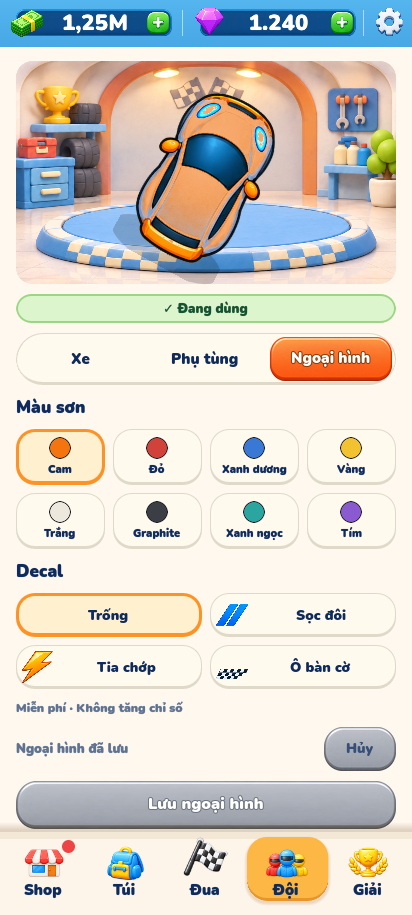 1,25M
1.240
✓ Đang dùng
Xe Phụ tùng Ngoại hình
Màu sơn
Cam Đỏ Xanh dương Vàng
Trắng Graphite Xanh ngọc Tím
Decal
Trống Sọc đôi
Tia chớp Ô bàn cờ
Miễn phí · Không tăng chỉ số
Ngoại hình đã lưu Hủy
Lưu ngoại hình
Shop Túi Đua Đội Giải